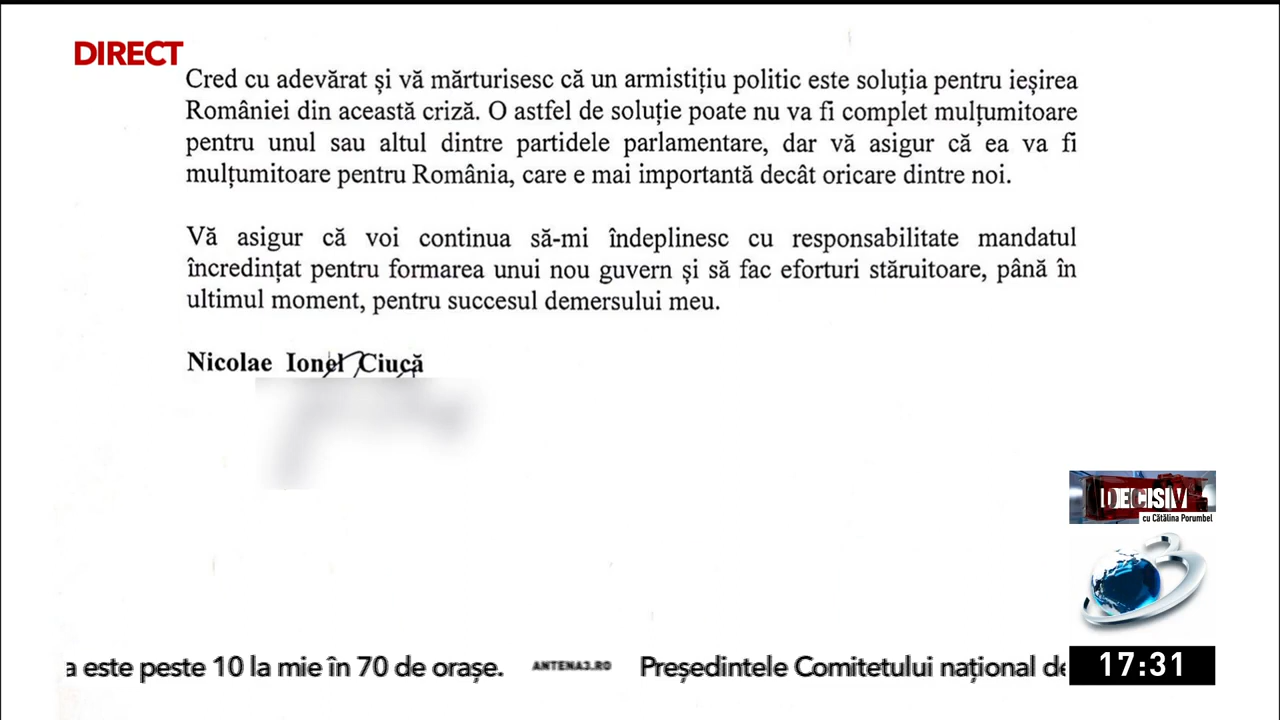 DIRECT
Cred cu adevărat și vă mărturisesc că un armistițiu politic este soluția pentru ieșirea
României din această criză. O astfel de soluție poate nu va fi complet mulțumitoare
pentru unul sau altul dintre partidele parlamentare, dar vă asigur că ea va fi
mulțumitoare pentru România, care e mai importantă decât oricare dintre noi.
Vă asigur că voi continua să-mi îndeplinesc cu responsabilitate mandatul
încredințat pentru formarea unui nou guvern și să fac eforturi stăruitoare, până în
ultimul moment, pentru succesul demersului meu.
Nicolae Ionel Ciucă
DECISIV
cu Cătălina Porumbel
3
a este peste 10 la mie în 70 de orașe. ANTENA3.RO Președintele Comitetului național de
17:31